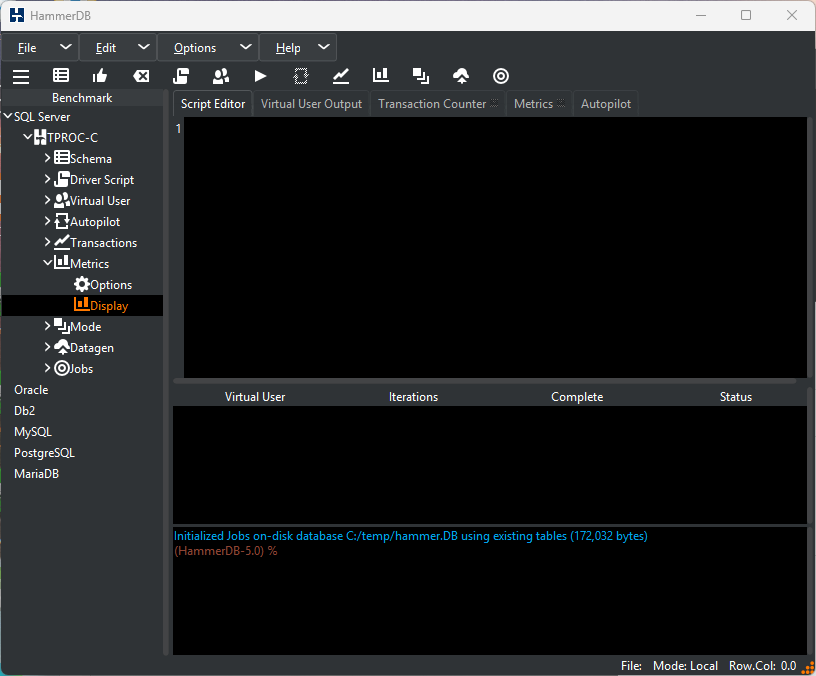 HammerDB
File Edit Options Help
Benchmark
SQL Server
TPROC-C
Schema
Driver Script
Virtual User
Autopilot
Transactions
Metrics
Options
Display
Mode
Datagen
Jobs
Oracle
Db2
MySQL
PostgreSQL
MariaDB
Script Editor Virtual User Output Transaction Counter Metrics Autopilot
1
Virtual User Iterations Complete Status
Initialized Jobs on-disk database C:/temp/hammer.DB using existing tables (172,032 bytes)
(HammerDB-5.0) %
File: Mode: Local Row.Col: 0.0